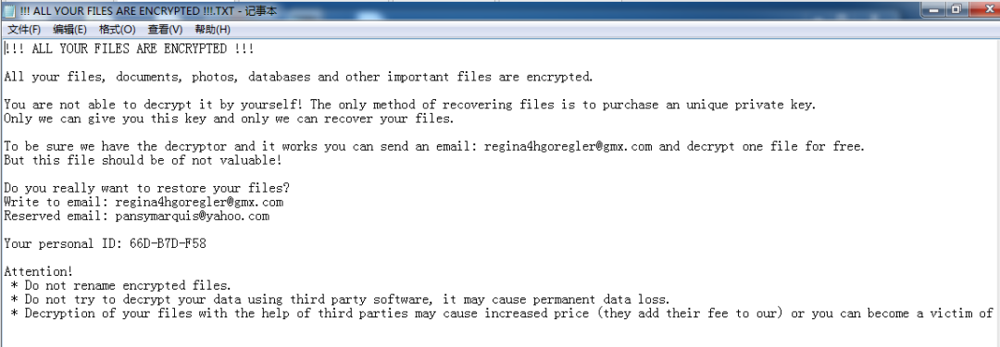 !!! ALL YOUR FILES ARE ENCRYPTED !!!.TXT - 记事本
文件(F) 编辑(E) 格式(O) 查看(V) 帮助(H)
!!! ALL YOUR FILES ARE ENCRYPTED !!!
All your files, documents, photos, databases and other important files are encrypted.
You are not able to decrypt it by yourself! The only method of recovering files is to purchase an unique private key.
Only we can give you this key and only we can recover your files.
To be sure we have the decryptor and it works you can send an email: regina4hgoregler@gmx.com and decrypt one file for free.
But this file should be of not valuable!
Do you really want to restore your files?
Write to email: regina4hgoregler@gmx.com
Reserved email: pansymarquis@yahoo.com
Your personal ID: 66D-B7D-F58
Attention!
* Do not rename encrypted files.
* Do not try to decrypt your data using third party software, it may cause permanent data loss.
* Decryption of your files with the help of third parties may cause increased price (they add their fee to our) or you can become a victim of